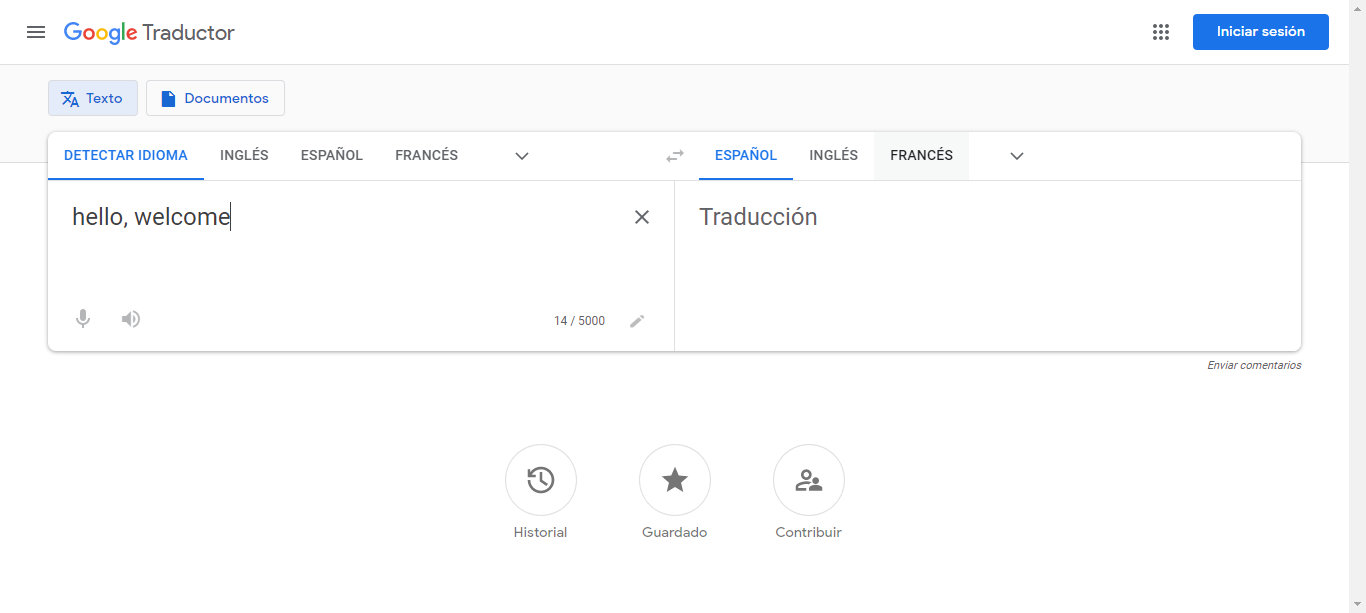 Google Traductor
Iniciar sesión
Texto
Documentos
DETECTAR IDIOMA INGLÉS ESPAÑOL FRANCÉS ESPAÑOL INGLÉS FRANCÉS
hello, welcome
Traducción
14 / 5000
Enviar comentarios
Historial Guardado Contribuir